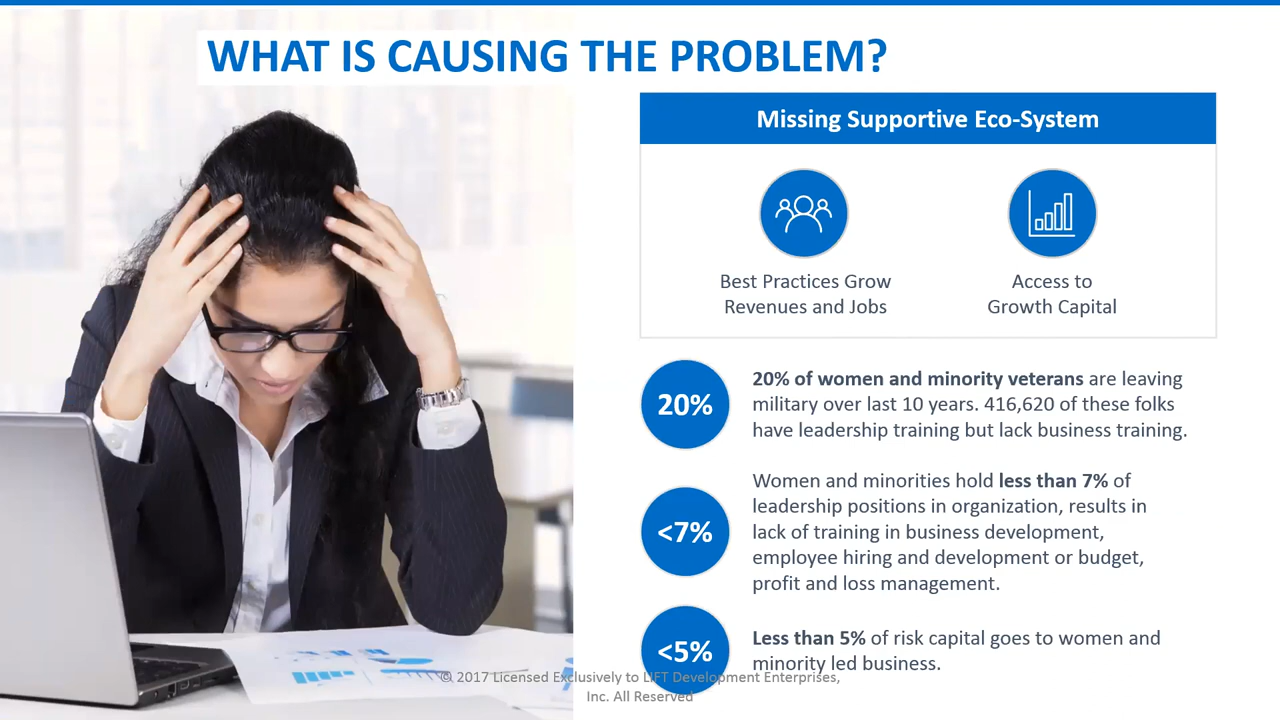 WHAT IS CAUSING THE PROBLEM?
Missing Supportive Eco-System
Best Practices Grow
Revenues and Jobs
Access to
Growth Capital
20%
20% of women and minority veterans are leaving
military over last 10 years. 416,620 of these folks
have leadership training but lack business training.
<7%
Women and minorities hold less than 7% of
leadership positions in organization, results in
lack of training in business development,
employee hiring and development or budget,
profit and loss management.
<5%
Less than 5% of risk capital goes to women and
minority led business.
© 2017 Licensed Exclusively to LIFT Development Enterprises,
Inc. All Reserved